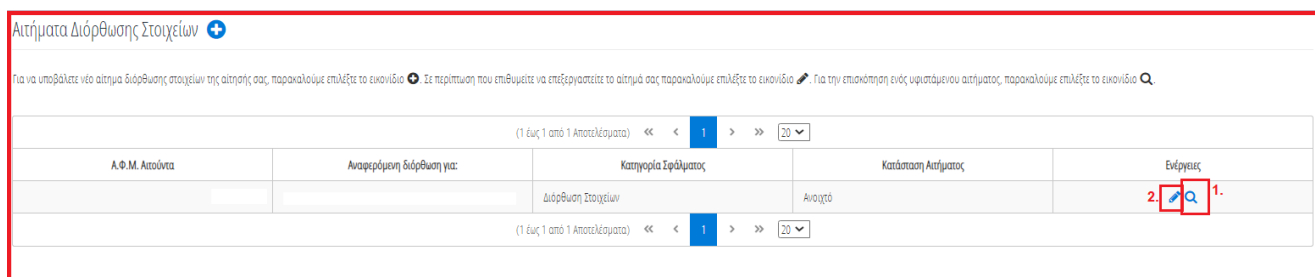 Αιτήματα Διόρθωσης Στοιχείων
Για να υποβάλετε νέο αίτημα διόρθωσης στοιχείων της αίτησής σας, παρακαλούμε επιλέξτε το εικονίδιο . Σε περίπτωση που επιθυμείτε να επεξεργαστείτε το αίτημά σας παρακαλούμε επιλέξτε το εικονίδιο . Για την επισκόπηση ενός υφιστάμενου αιτήματος, παρακαλούμε επιλέξτε το εικονίδιο .
(1 έως 1 από 1 Αποτελέσματα) « < 1 > » 20
Α.Φ.Μ. Αιτούντα Αναφερόμενη διόρθωση για: Κατηγορία Σφάλματος Κατάσταση Αιτήματος Ενέργειες
Διόρθωση Στοιχείων Ανοιχτό 2. 1.
(1 έως 1 από 1 Αποτελέσματα) « < 1 > » 20